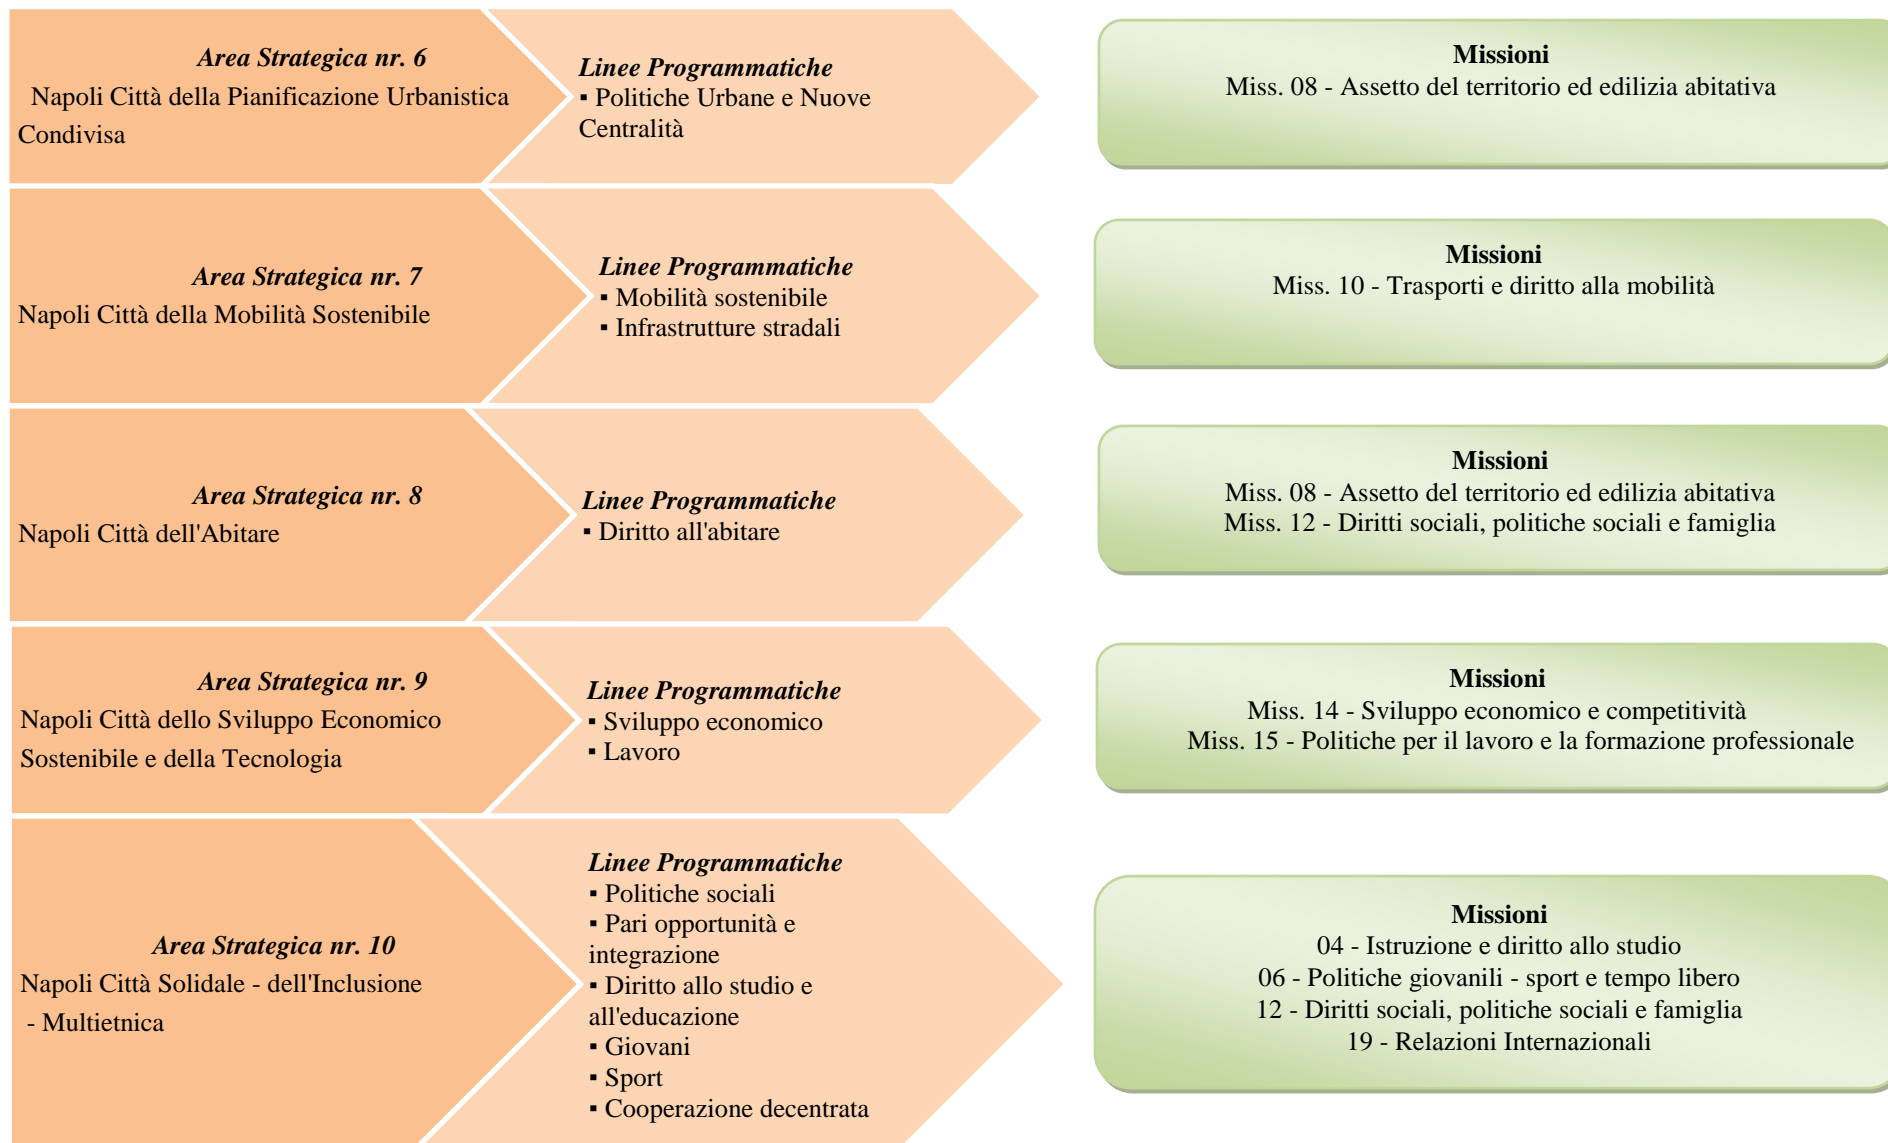 Area Strategica nr. 6
Napoli Città della Pianificazione Urbanistica
Condivisa
Linee Programmatiche
▪ Politiche Urbane e Nuove
Centralità
Missioni
Miss. 08 - Assetto del territorio ed edilizia abitativa
Area Strategica nr. 7
Napoli Città della Mobilità Sostenibile
Linee Programmatiche
▪ Mobilità sostenibile
▪ Infrastrutture stradali
Missioni
Miss. 10 - Trasporti e diritto alla mobilità
Area Strategica nr. 8
Napoli Città dell'Abitare
Linee Programmatiche
▪ Diritto all'abitare
Missioni
Miss. 08 - Assetto del territorio ed edilizia abitativa
Miss. 12 - Diritti sociali, politiche sociali e famiglia
Area Strategica nr. 9
Napoli Città dello Sviluppo Economico
Sostenibile e della Tecnologia
Linee Programmatiche
▪ Sviluppo economico
▪ Lavoro
Missioni
Miss. 14 - Sviluppo economico e competitività
Miss. 15 - Politiche per il lavoro e la formazione professionale
Area Strategica nr. 10
Napoli Città Solidale - dell'Inclusione
- Multietnica
Linee Programmatiche
▪ Politiche sociali
▪ Pari opportunità e
integrazione
▪ Diritto allo studio e
all'educazione
▪ Giovani
▪ Sport
▪ Cooperazione decentrata
Missioni
04 - Istruzione e diritto allo studio
06 - Politiche giovanili - sport e tempo libero
12 - Diritti sociali, politiche sociali e famiglia
19 - Relazioni Internazionali